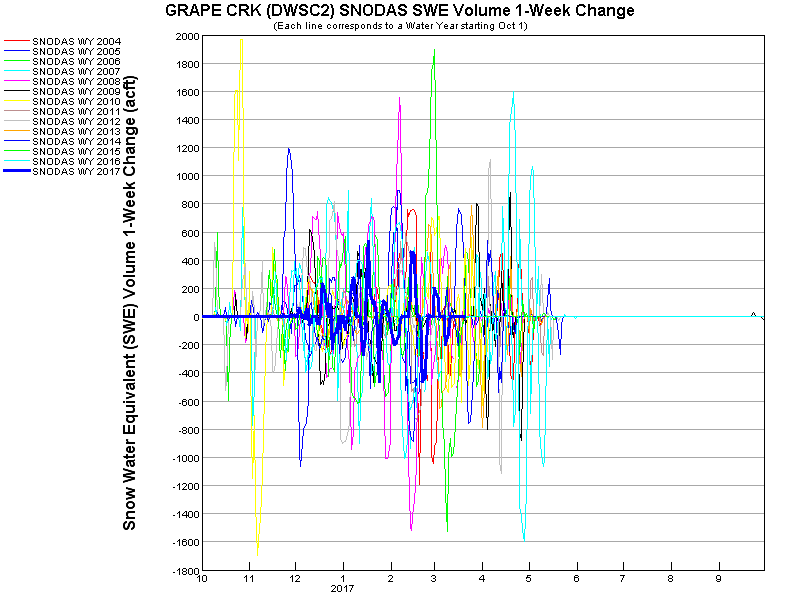 GRAPE CRK (DWSC2) SNODAS SWE Volume 1-Week Change
(Each line corresponds to a Water Year starting Oct 1)
SNODAS WY 2004
SNODAS WY 2005
SNODAS WY 2006
SNODAS WY 2007
SNODAS WY 2008
SNODAS WY 2009
SNODAS WY 2010
SNODAS WY 2011
SNODAS WY 2012
SNODAS WY 2013
SNODAS WY 2014
SNODAS WY 2015
SNODAS WY 2016
SNODAS WY 2017
Snow Water Equivalent (SWE) Volume 1-Week Change (acft)
2000
1800
1600
1400
1200
1000
800
600
400
200
0
-200
-400
-600
-800
-1000
-1200
-1400
-1600
-1800
10 11 12 1 2 3 4 5 6 7 8 9
2017